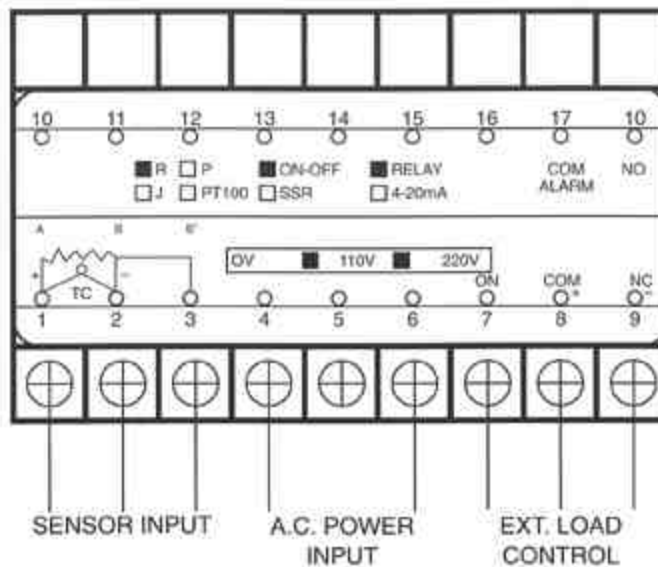 10 11 12 13 14 15 16 17 10
R P ON-OFF RELAY COM NO
J PT100 SSR 4-20mA ALARM
A B B'
0V 110V 220V
+ TC − ON COM + NC −
1 2 3 4 5 6 7 8 9
SENSOR INPUT A.C. POWER EXT. LOAD
INPUT CONTROL